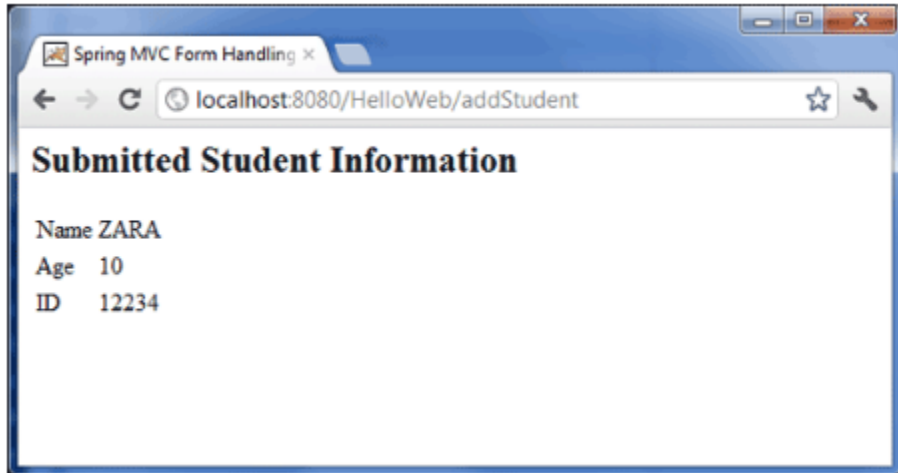 Spring MVC Form Handling
localhost:8080/HelloWeb/addStudent
Submitted Student Information
Name ZARA
Age 10
ID 12234